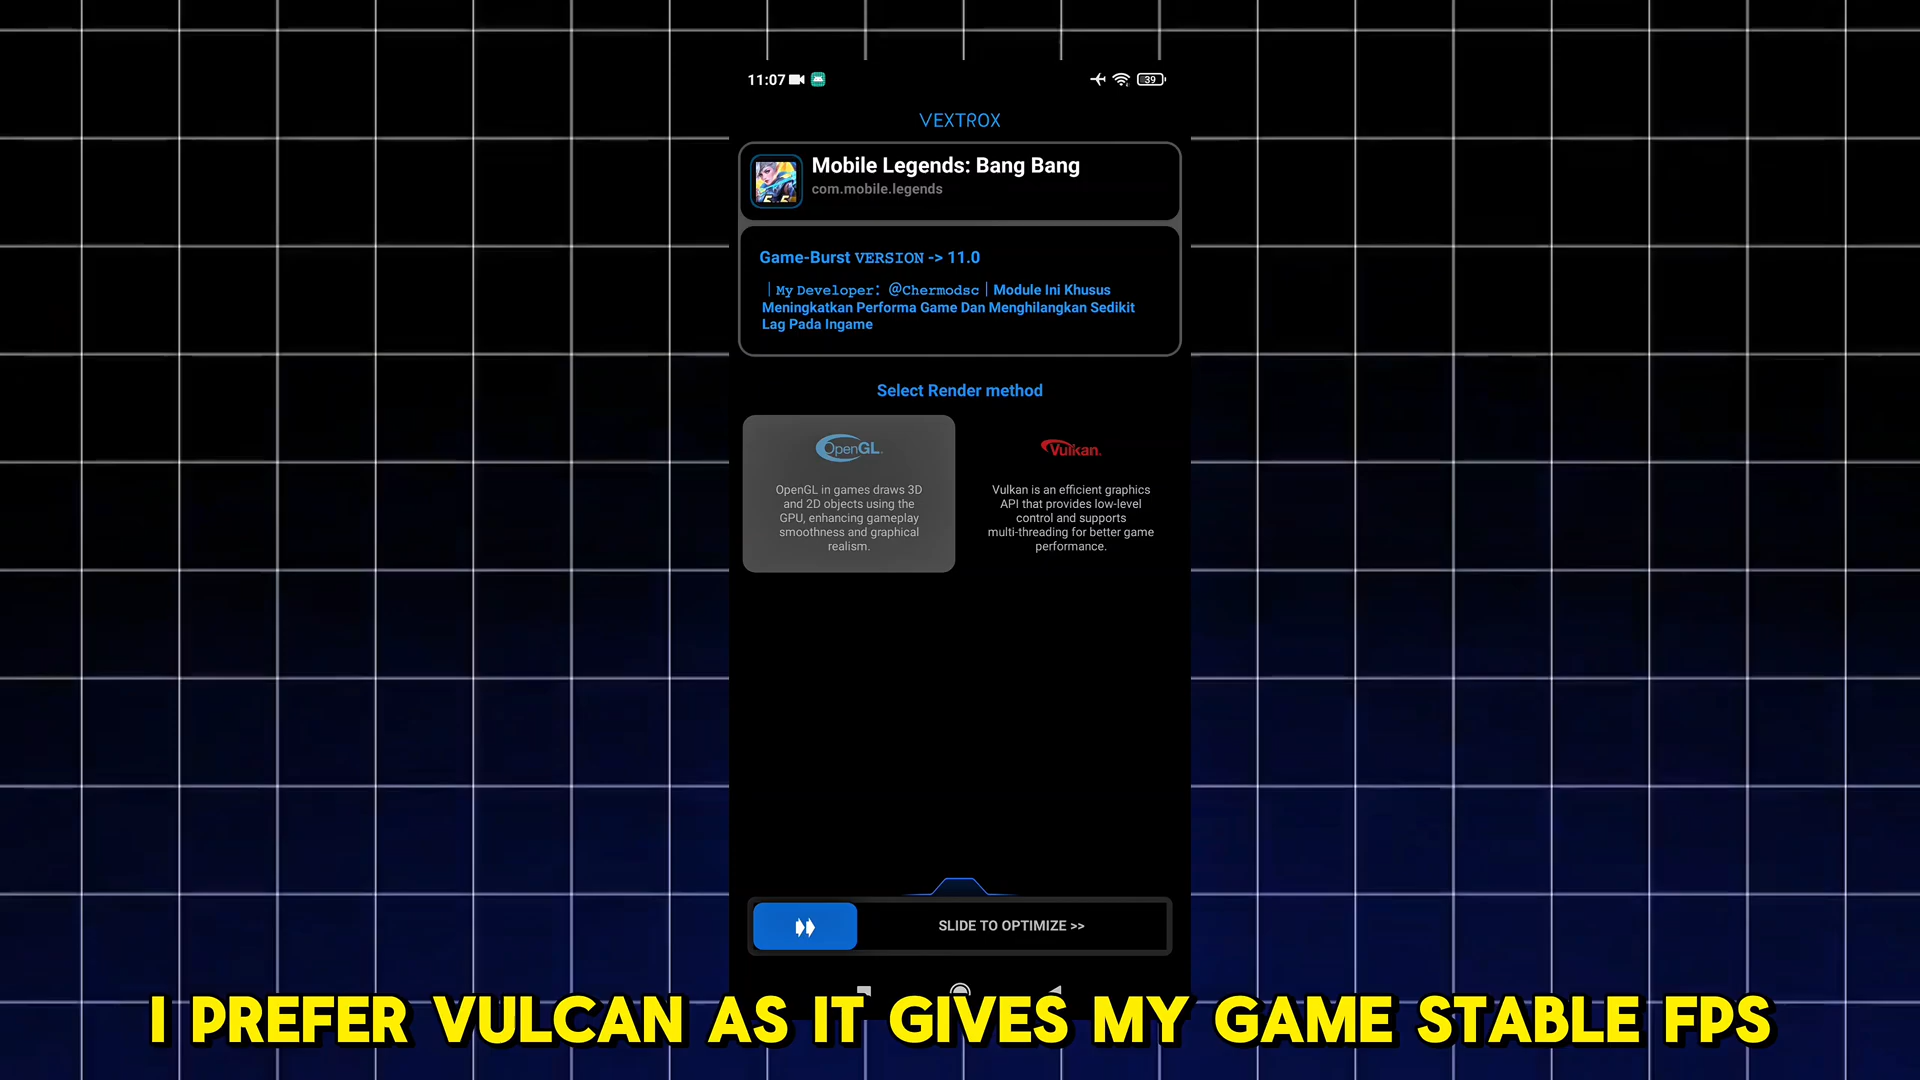 11:07
39
VEXTROX
Mobile Legends: Bang Bang
com.mobile.legends
Game-Burst VERSION -> 11.0
| My Developer: @Chermodsc | Module Ini Khusus
Meningkatkan Performa Game Dan Menghilangkan Sedikit
Lag Pada Ingame
Select Render method
OpenGL.
OpenGL in games draws 3D
and 2D objects using the
GPU, enhancing gameplay
smoothness and graphical
realism.
Vulkan.
Vulkan is an efficient graphics
API that provides low-level
control and supports
multi-threading for better game
performance.
SLIDE TO OPTIMIZE >>
I PREFER VULCAN AS IT GIVES MY GAME STABLE FPS